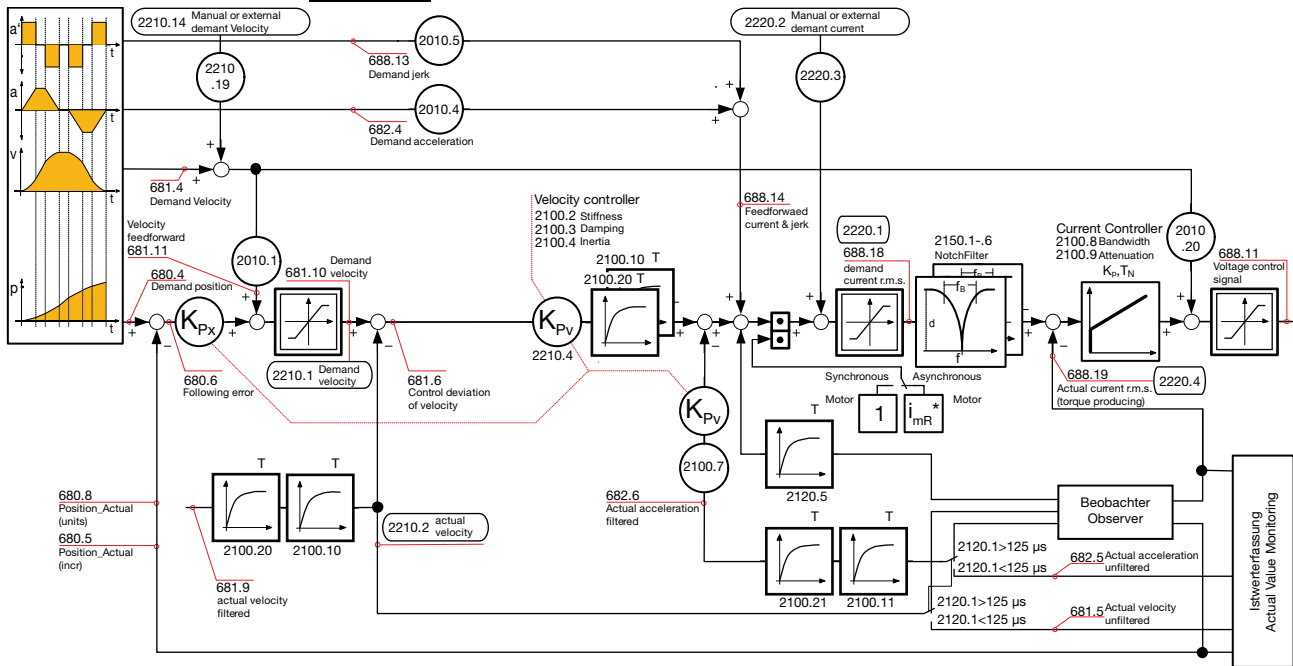 a'
t
a
t
v
t
p
t
2210.14 Manual or external
demant Velocity
2210
.19
688.13
Demand jerk
2010.5
682.4
Demand acceleration
2010.4
2220.2 Manual or external
demant current
2220.3
681.4
Demand Velocity
Velocity
feedforward
681.11
680.4
Demand position
2010.1
681.10 Demand
velocity
KPx
680.6
Following error
2210.1 Demand
velocity
681.6
Control deviation
of velocity
Velocity controller
2100.2 Stiffness
2100.3 Damping
2100.4 Inertia
2100.10 T
2100.20 T
KPv
2210.4
688.14
Feedforwaed
current & jerk
2220.1
688.18
demand
current r.m.s.
2150.1-.6
NotchFilter
fB
fB
d
f
Current Controller
2100.8 Bandwidth
2100.9 Attenuation
KP,TN
2010
.20
688.11
Voltage control
signal
688.19
Actual current r.m.s.
(torque producing)
2220.4
Synchronous
Motor
1
Asynchronous
Motor
imR*
KPv
2100.7
682.6
Actual acceleration
filtered
T
2120.5
680.8
Position_Actual
(units)
680.5
Position_Actual
(incr)
T
2100.20
T
2100.10
681.9
actual velocity
filtered
2210.2 actual
velocity
T
2100.21
T
2100.11
Beobachter
Observer
2120.1>125 µs
2120.1<125 µs
682.5 Actual acceleration
unfiltered
2120.1>125 µs
2120.1<125 µs
681.5 Actual velocity
unfiltered
Istwerterfassung
Actual Value Monitoring